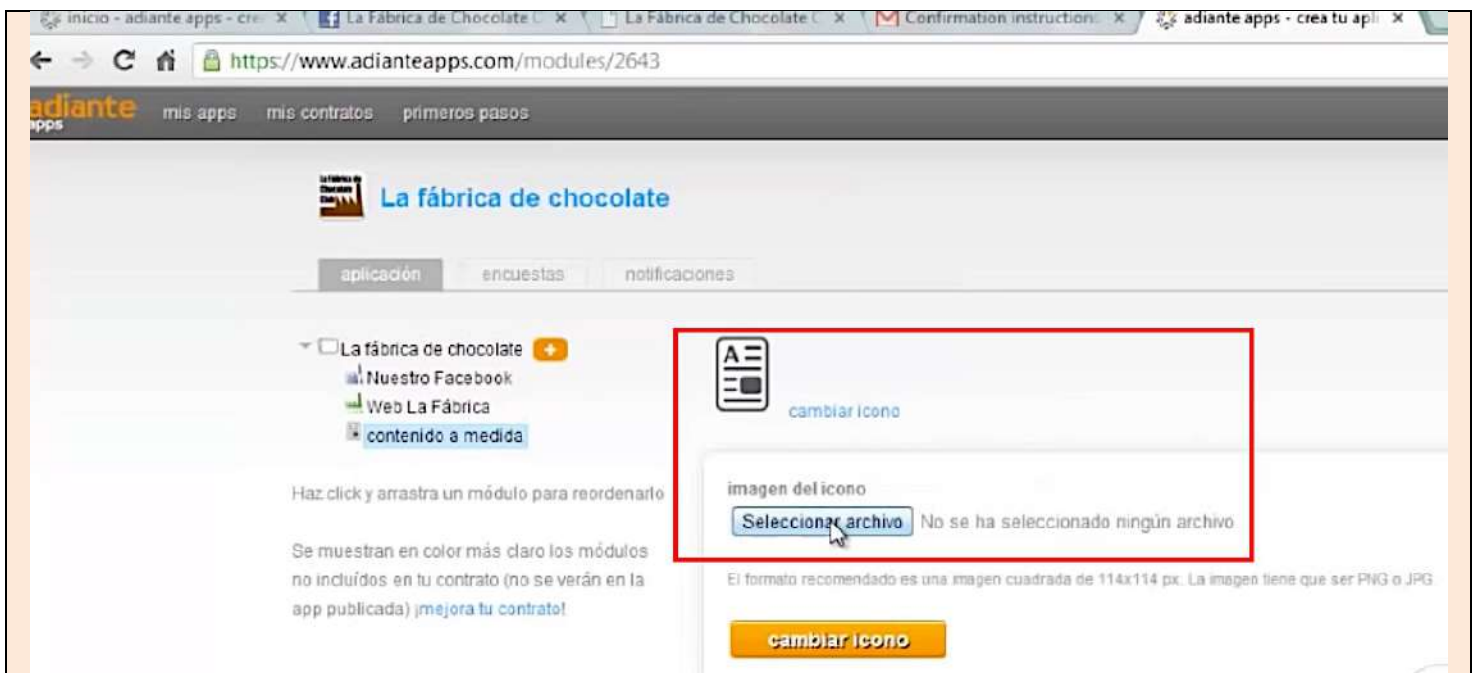 inicio - adiante apps - cre
La Fábrica de Chocolate C
La Fábrica de Chocolate C
Confirmation instructions
adiante apps - crea tu apli
https://www.adianteapps.com/modules/2643
adiante apps
mis apps
mis contratos
primeros pasos
La fábrica de chocolate
aplicación
encuestas
notificaciones
La fábrica de chocolate
Nuestro Facebook
Web La Fábrica
contenido a medida
Haz click y arrastra un módulo para reordenarlo
Se muestran en color más claro los módulos
no incluídos en tu contrato (no se verán en la
app publicada) ¡mejora tu contrato!
A
cambiar icono
imagen del icono
Seleccionar archivo No se ha seleccionado ningún archivo
El formato recomendado es una imagen cuadrada de 114x114 px. La imagen tiene que ser PNG o JPG
cambiar icono